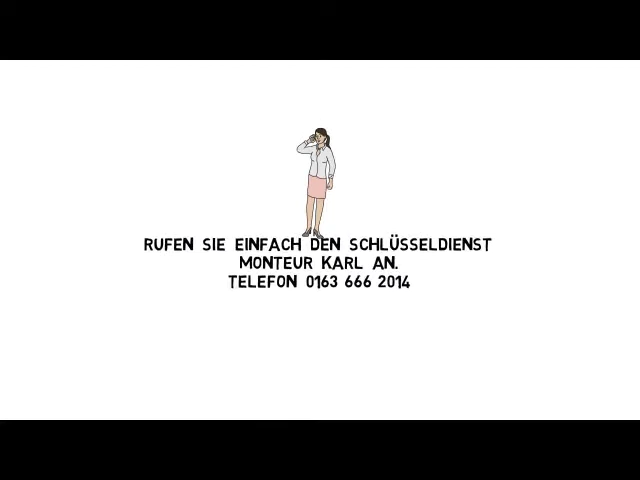 RUFEN SIE EINFACH DEN SCHLÜSSELDIENST
MONTEUR KARL AN.
TELEFON 0163 666 2014